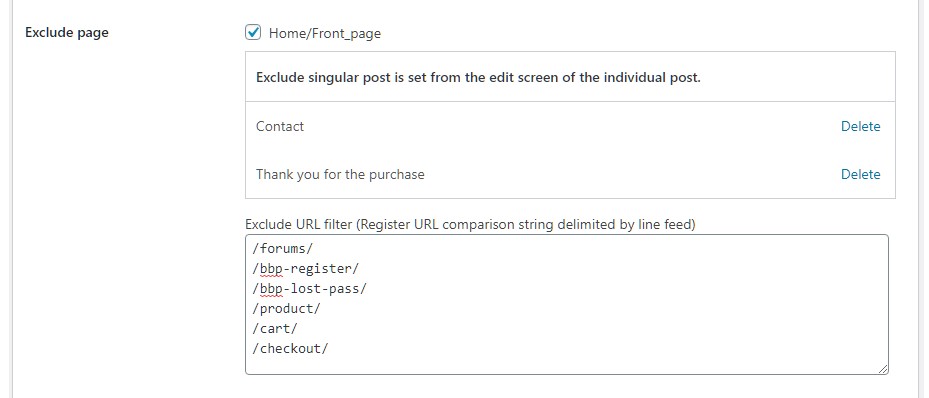 Exclude page
Home/Front_page
Exclude singular post is set from the edit screen of the individual post.
Contact Delete
Thank you for the purchase Delete
Exclude URL filter (Register URL comparison string delimited by line feed)
/forums/
/bbp-register/
/bbp-lost-pass/
/product/
/cart/
/checkout/